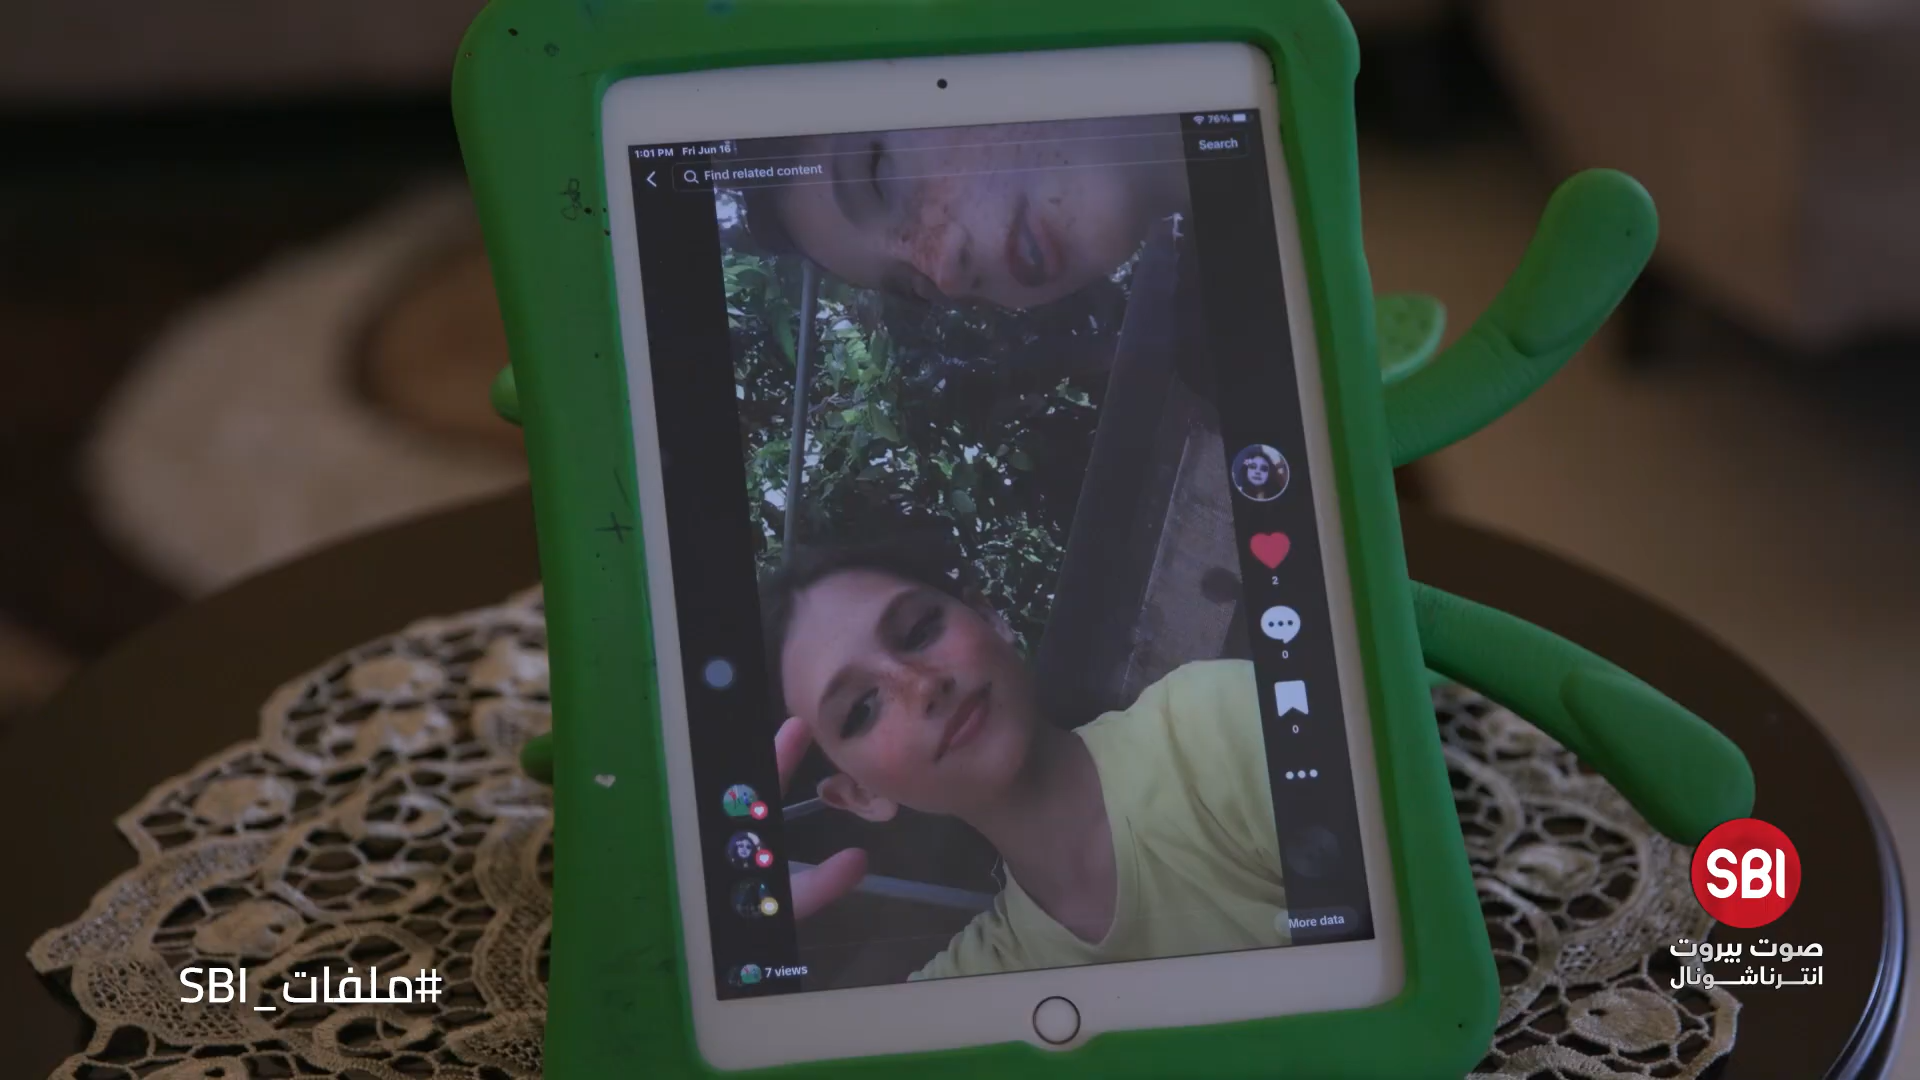 1:01 PM Fri Jun 16
76%
Find related content
Search
2
0
0
More data
7 views
#ملفات_SBI
SBI
صوت بيروت
انترناشونال